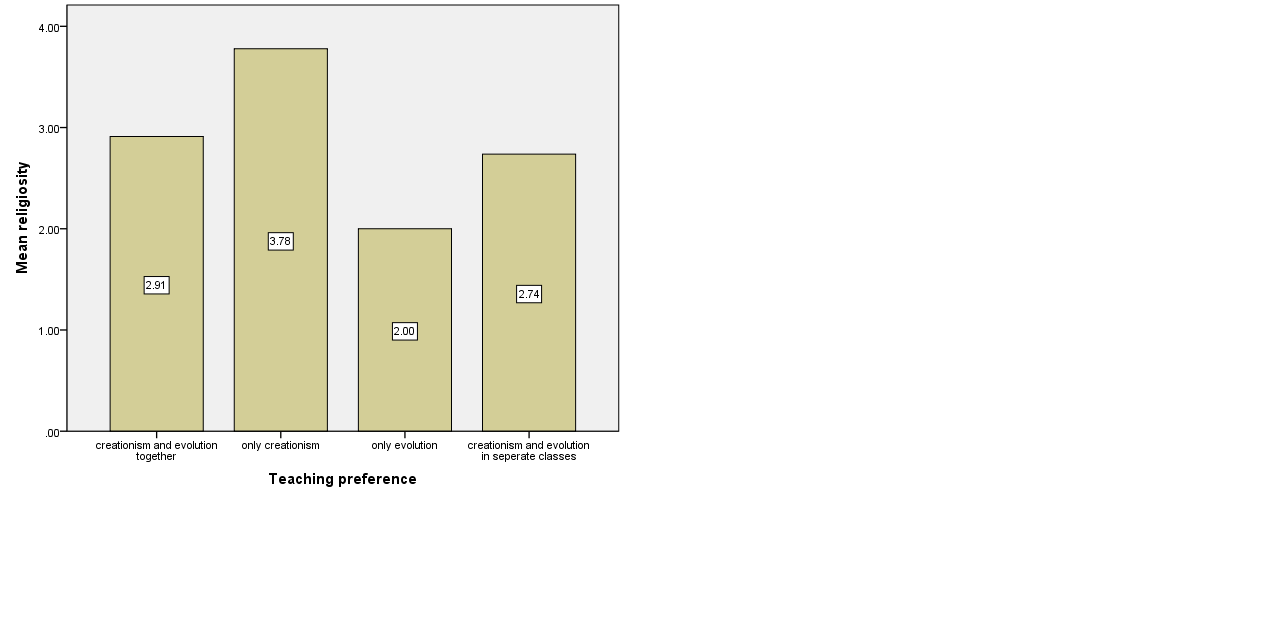 4.00
3.00
2.00
1.00
.00
Mean religiosity
2.91
3.78
2.00
2.74
creationism and evolution
together
only creationism
only evolution
creationism and evolution
in seperate classes
Teaching preference